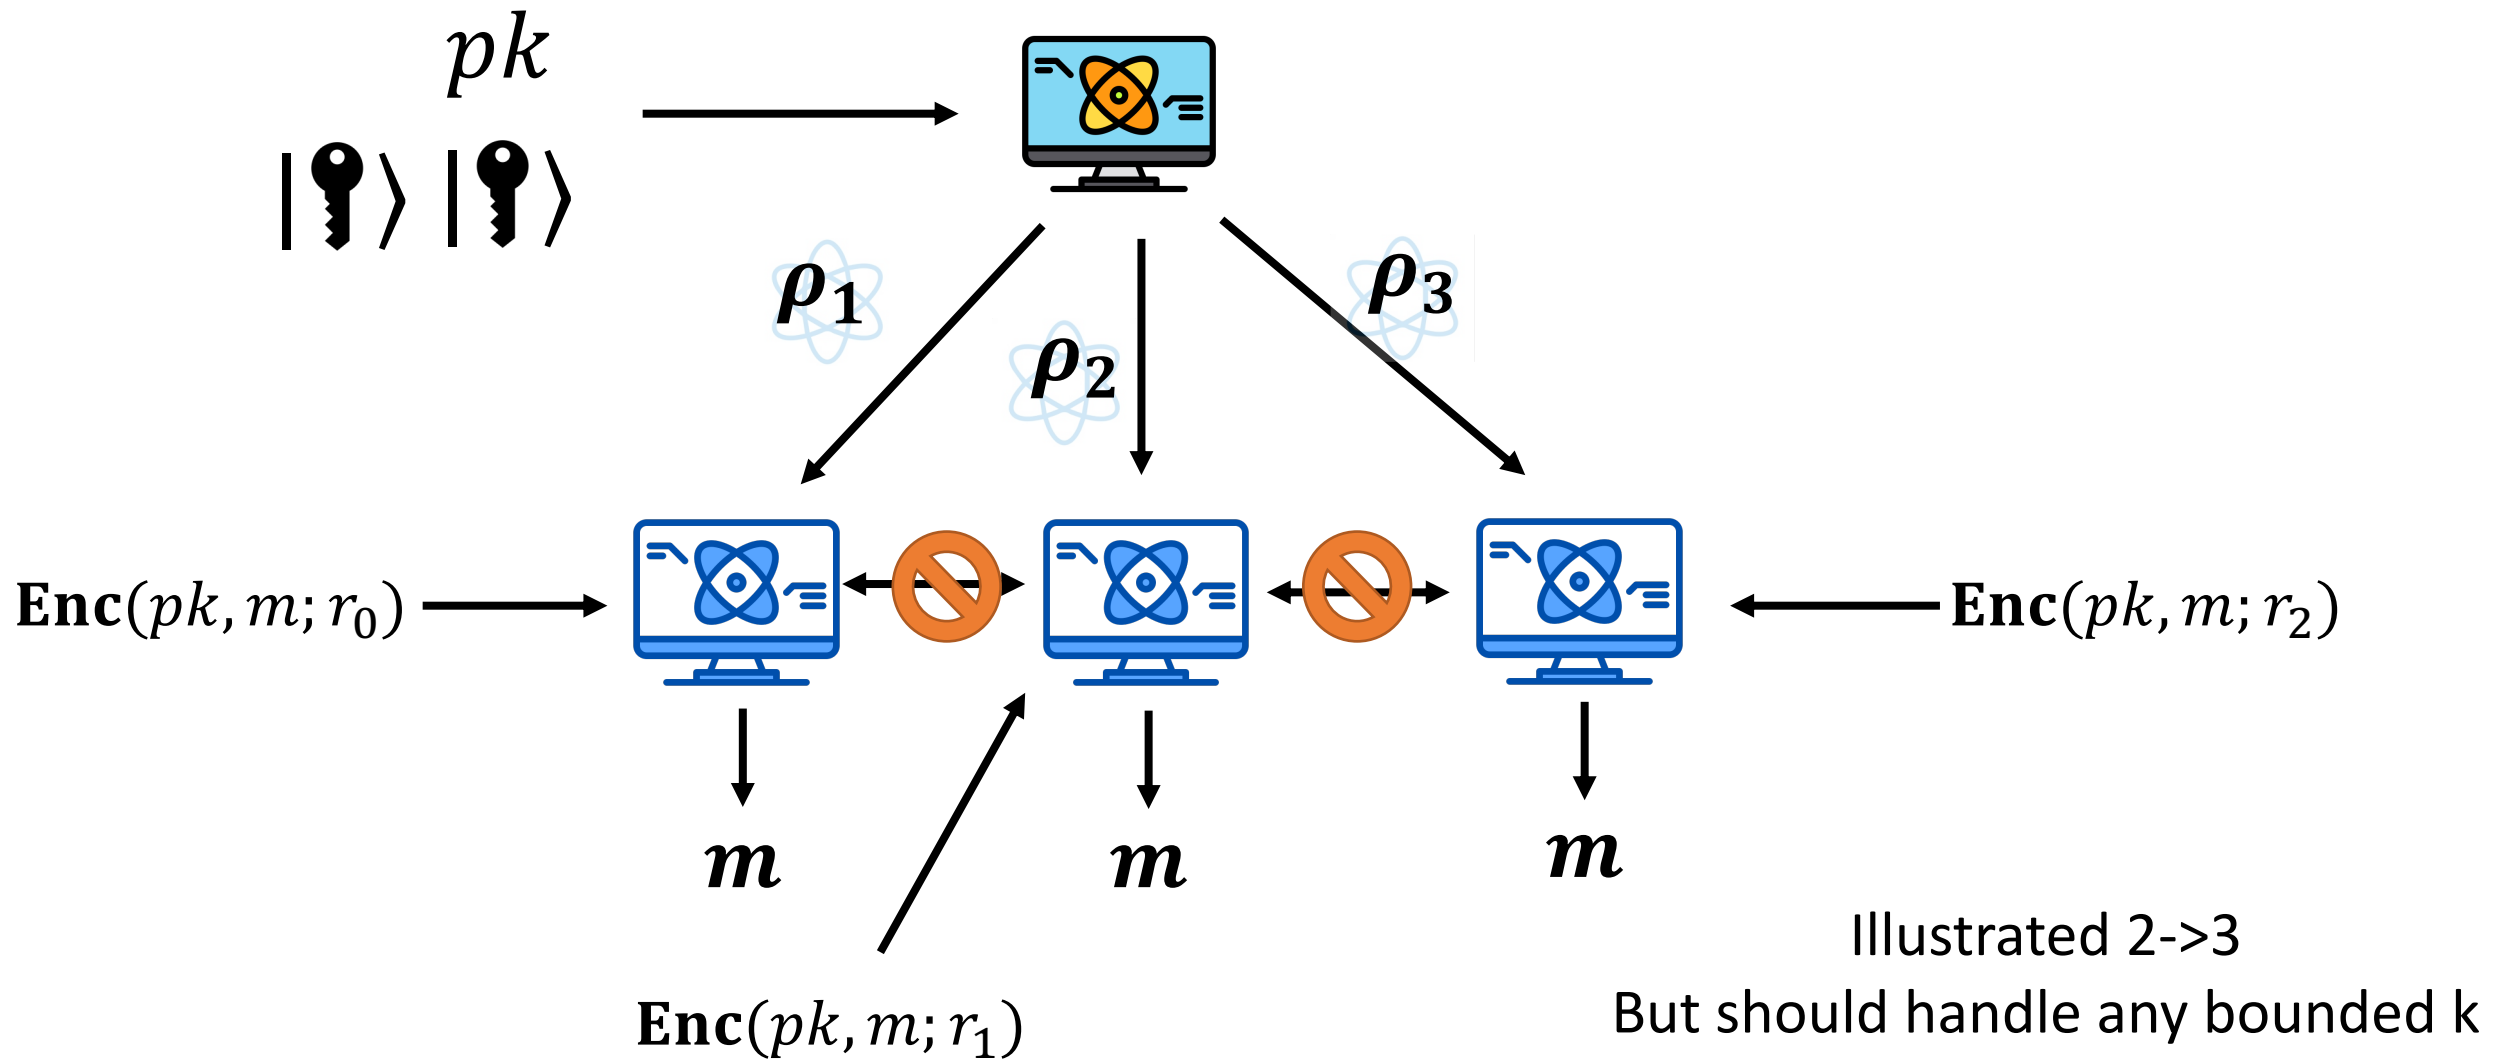 pk
ρ1
ρ3
ρ2
Enc(pk, m; r0)
Enc(pk, m; r2)
m
m
m
Enc(pk, m; r1)
Illustrated 2->3
But should handle any bounded k